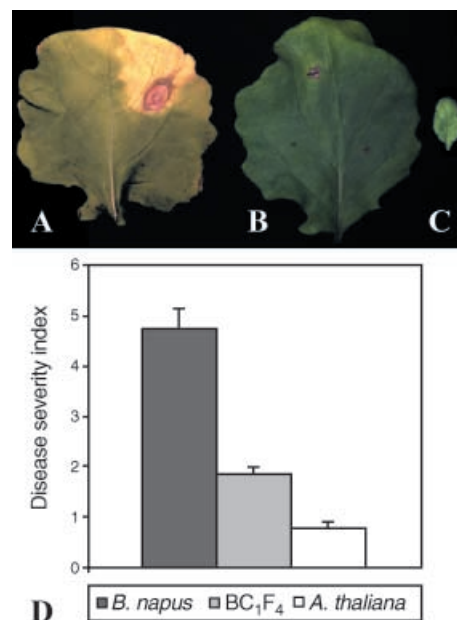 A B C
6
5
4
3
2
1
0
Disease severity index
D B. napus BC₁F₄ A. thaliana